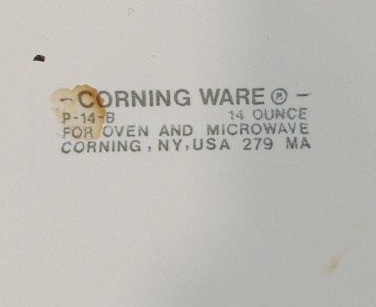 - CORNING WARE ® -
P-14-B 14 OUNCE
FOR OVEN AND MICROWAVE
CORNING, NY, USA 279 MA